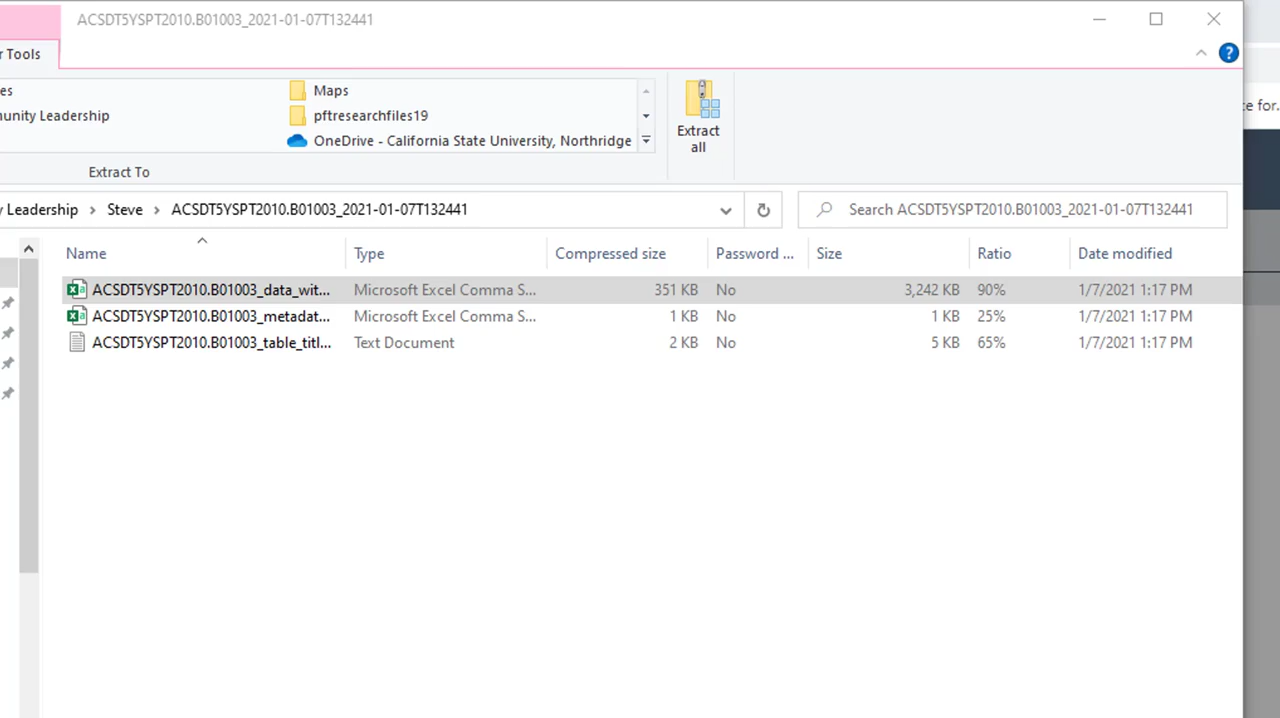 ACSDT5YSPT2010.B01003_2021-01-07T132441
r Tools
?
es
Maps
unity Leadership
pftresearchfiles19
OneDrive - California State University, Northridge
Extract all
Extract To
y Leadership > Steve > ACSDT5YSPT2010.B01003_2021-01-07T132441
Search ACSDT5YSPT2010.B01003_2021-01-07T132441
Name Type Compressed size Password ... Size Ratio Date modified
ACSDT5YSPT2010.B01003_data_wit... Microsoft Excel Comma S... 351 KB No 3,242 KB 90% 1/7/2021 1:17 PM
ACSDT5YSPT2010.B01003_metadat... Microsoft Excel Comma S... 1 KB No 1 KB 25% 1/7/2021 1:17 PM
ACSDT5YSPT2010.B01003_table_titl... Text Document 2 KB No 5 KB 65% 1/7/2021 1:17 PM
ce for.